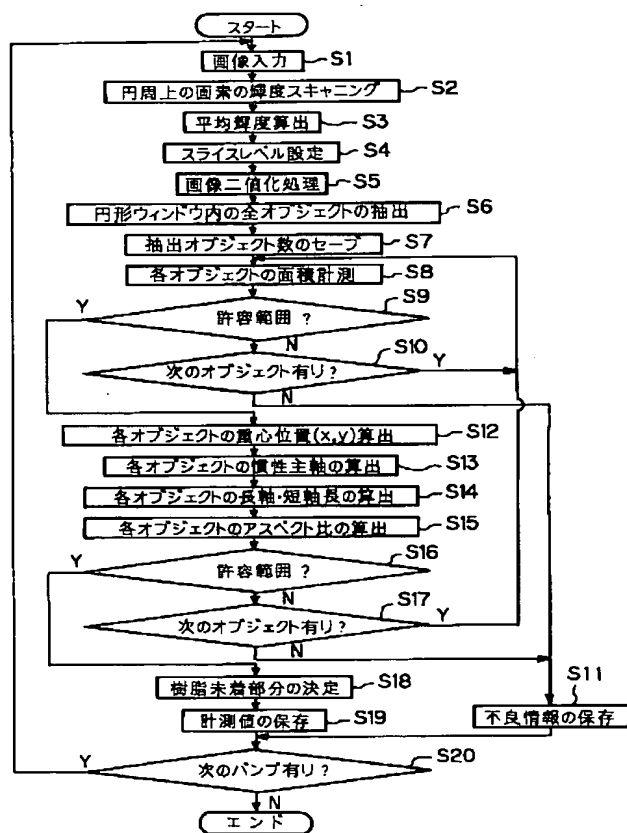 スタート
画像入力 S1
円周上の画素の輝度スキャニング S2
平均輝度算出 S3
スライスレベル設定 S4
画像二値化処理 S5
円形ウィンドウ内の全オブジェクトの抽出 S6
抽出オブジェクト数のセーブ S7
各オブジェクトの面積計測 S8
Y 許容範囲? S9
N
次のオブジェクト有り? S10 Y
N
各オブジェクトの重心位置(x,y)算出 S12
各オブジェクトの慣性主軸の算出 S13
各オブジェクトの長軸・短軸長の算出 S14
各オブジェクトのアスペクト比の算出 S15
Y 許容範囲? S16
N
次のオブジェクト有り? S17 Y
N
樹脂未着部分の決定 S18
計測値の保存 S19
不良情報の保存 S11
Y 次のバンプ有り? S20
N
エンド